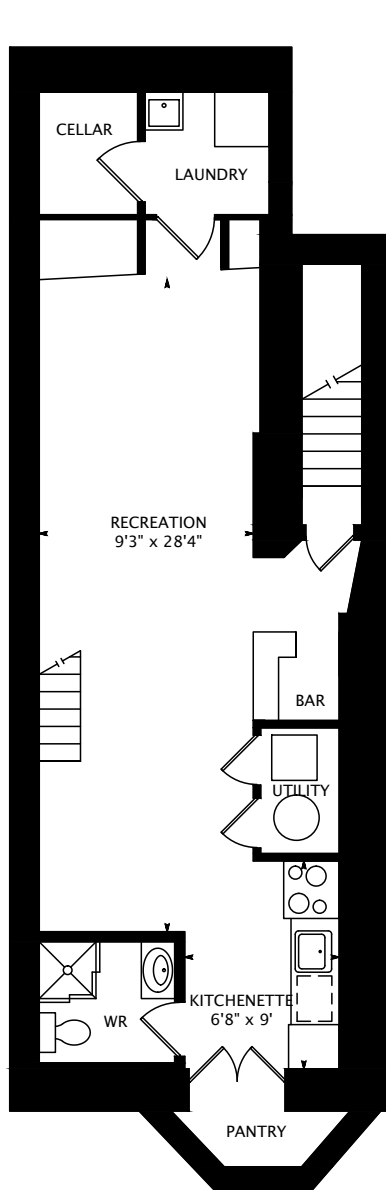 CELLAR
LAUNDRY
RECREATION
9'3" x 28'4"
BAR
UTILITY
KITCHENETTE
6'8" x 9'
WR
PANTRY